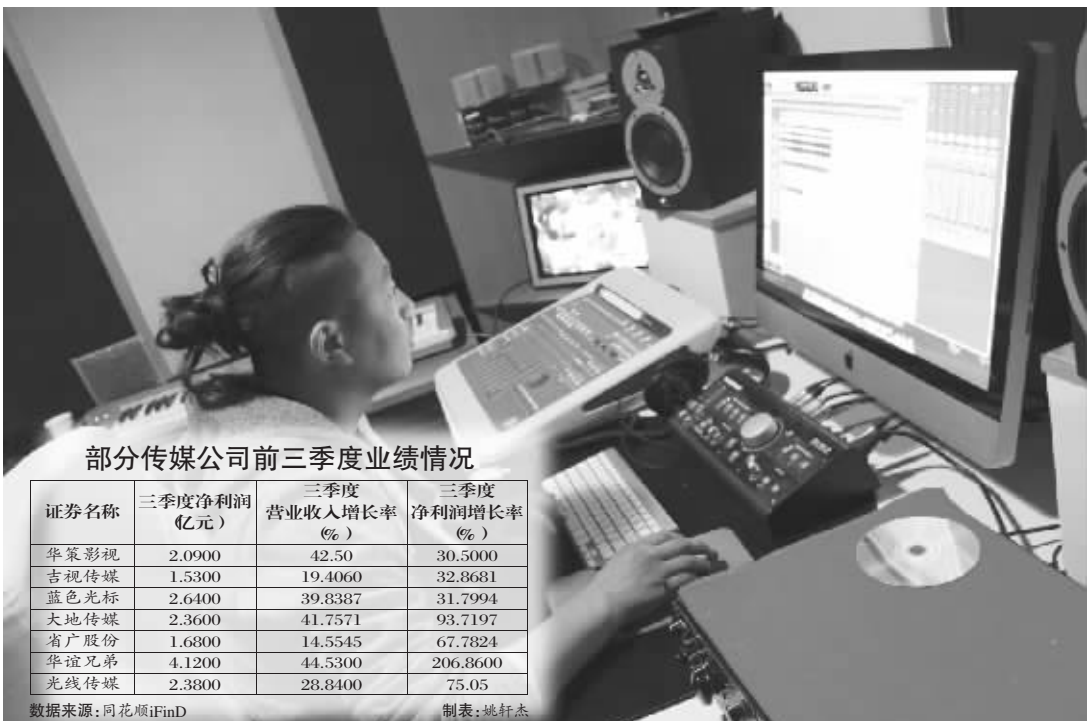 部分传媒公司前三季度业绩情况
证券名称 三季度净利润（亿元） 三季度营业收入增长率（%） 三季度净利润增长率（%）
华策影视 2.0900 42.50 30.5000
吉视传媒 1.5300 19.4060 32.8681
蓝色光标 2.6400 39.8387 31.7994
大地传媒 2.3600 41.7571 93.7197
省广股份 1.6800 14.5545 67.7824
华谊兄弟 4.1200 44.5300 206.8600
光线传媒 2.3800 28.8400 75.05
数据来源:同花顺iFinD 制表:姚轩杰